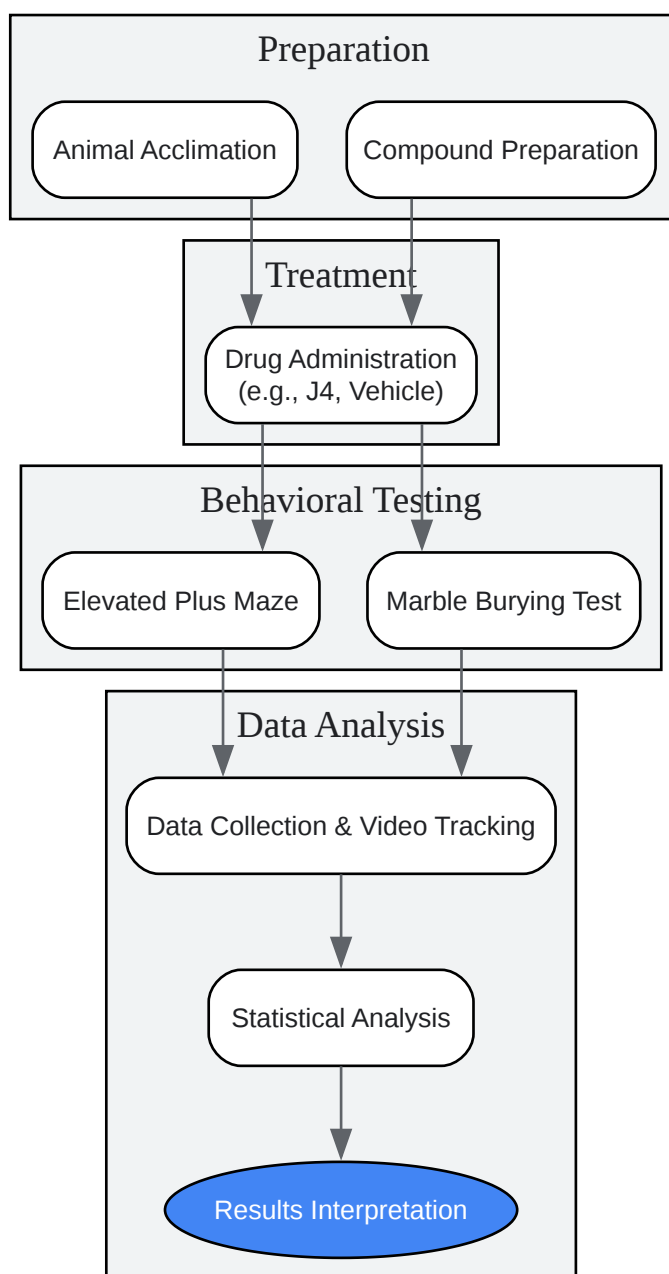 Preparation
Animal Acclimation
Compound Preparation
Treatment
Drug Administration
(e.g., J4, Vehicle)
Behavioral Testing
Elevated Plus Maze
Marble Burying Test
Data Analysis
Data Collection & Video Tracking
Statistical Analysis
Results Interpretation